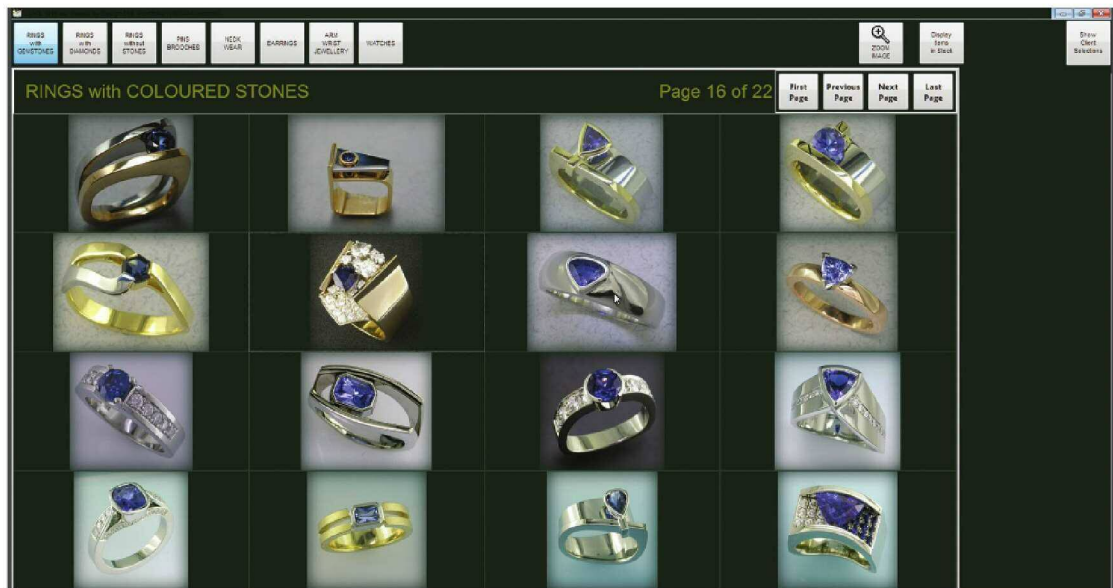 RINGS
with
GEMSTONES
RINGS
with
DIAMONDS
RINGS
without
STONES
PINS
BROOCHES
NECK
WEAR
EARRINGS
ARM
WRIST
JEWELLERY
WATCHES
ZOOM
IMAGE
Display
Items
in Stock
Show
Client
Selections
RINGS with COLOURED STONES
Page 16 of 22
First
Page
Previous
Page
Next
Page
Last
Page